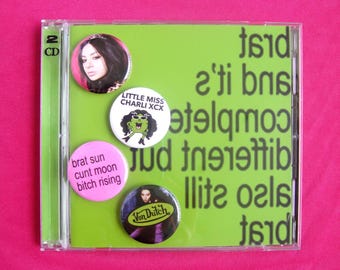 2
CD
brat
and it's
complete
different but
also still
brat
LITTLE MISS
CHARLI XCX
brat sun
cunt moon
bitch rising
Von Dutch